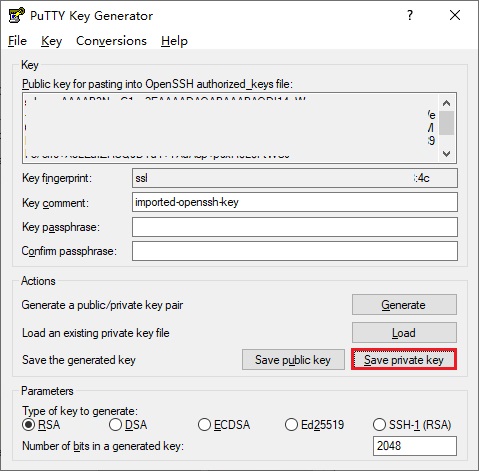 PuTTY Key Generator
?
File Key Conversions Help
Key
Public key for pasting into OpenSSH authorized_keys file:
Key fingerprint: ssl :4c
Key comment: imported-openssh-key
Key passphrase:
Confirm passphrase:
Actions
Generate a public/private key pair Generate
Load an existing private key file Load
Save the generated key Save public key Save private key
Parameters
Type of key to generate:
RSA DSA ECDSA Ed25519 SSH-1 (RSA)
Number of bits in a generated key: 2048